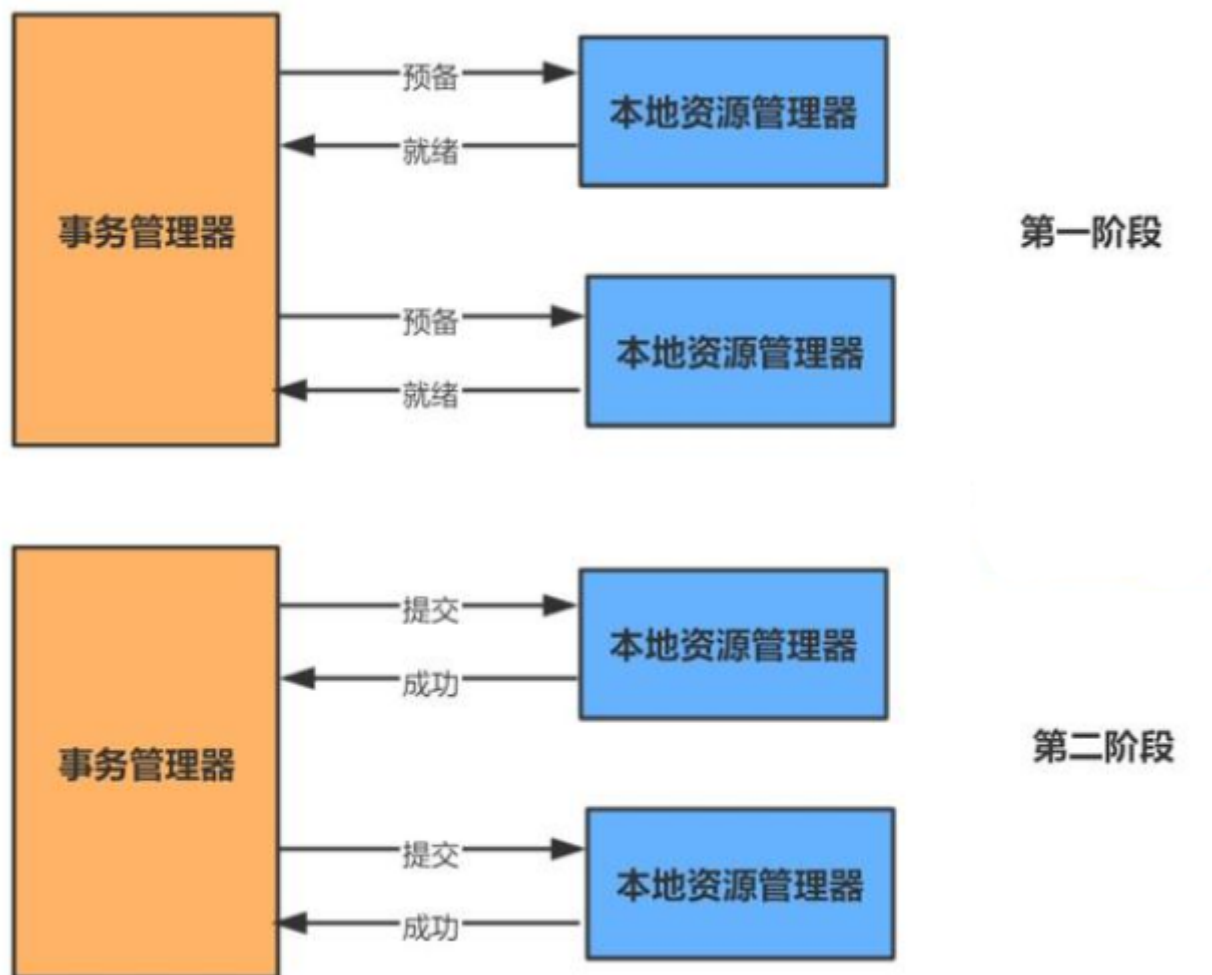 预备
本地资源管理器
就绪
事务管理器
第一阶段
预备
本地资源管理器
就绪
提交
本地资源管理器
成功
第二阶段
事务管理器
提交
本地资源管理器
成功